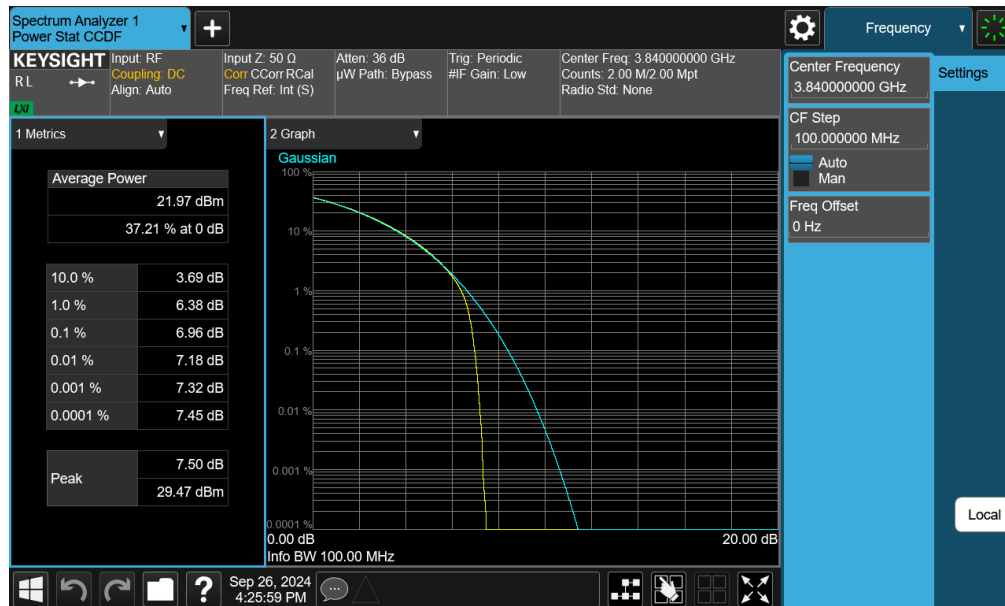 Spectrum Analyzer 1
Power Stat CCDF
Frequency
KEYSIGHT
R L
LXI
Input: RF
Coupling: DC
Align: Auto
Input Z: 50 Ω
Corr CCorr RCal
Freq Ref: Int (S)
Atten: 36 dB
µW Path: Bypass
Trig: Periodic
#IF Gain: Low
Center Freq: 3.840000000 GHz
Counts: 2.00 M/2.00 Mpt
Radio Std: None
Center Frequency
3.840000000 GHz
Settings
CF Step
100.000000 MHz
Auto
Man
Freq Offset
0 Hz
Local
1 Metrics
Average Power
21.97 dBm
37.21 % at 0 dB
10.0 % 3.69 dB
1.0 % 6.38 dB
0.1 % 6.96 dB
0.01 % 7.18 dB
0.001 % 7.32 dB
0.0001 % 7.45 dB
Peak
7.50 dB
29.47 dBm
2 Graph
Gaussian
100 %
10 %
1 %
0.1 %
0.01 %
0.001 %
0.0001 %
0.00 dB 20.00 dB
Info BW 100.00 MHz
?
Sep 26, 2024
4:25:59 PM